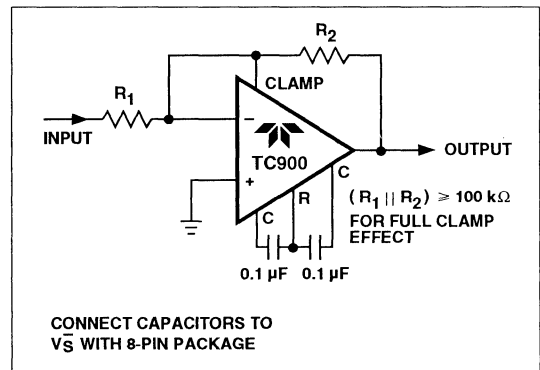 R2
CLAMP
R1
INPUT
−
TC900
+
C
R
C
OUTPUT
(R1 || R2) ≥ 100 kΩ
FOR FULL CLAMP
EFFECT
0.1 µF 0.1 µF
CONNECT CAPACITORS TO
VS̅ WITH 8-PIN PACKAGE